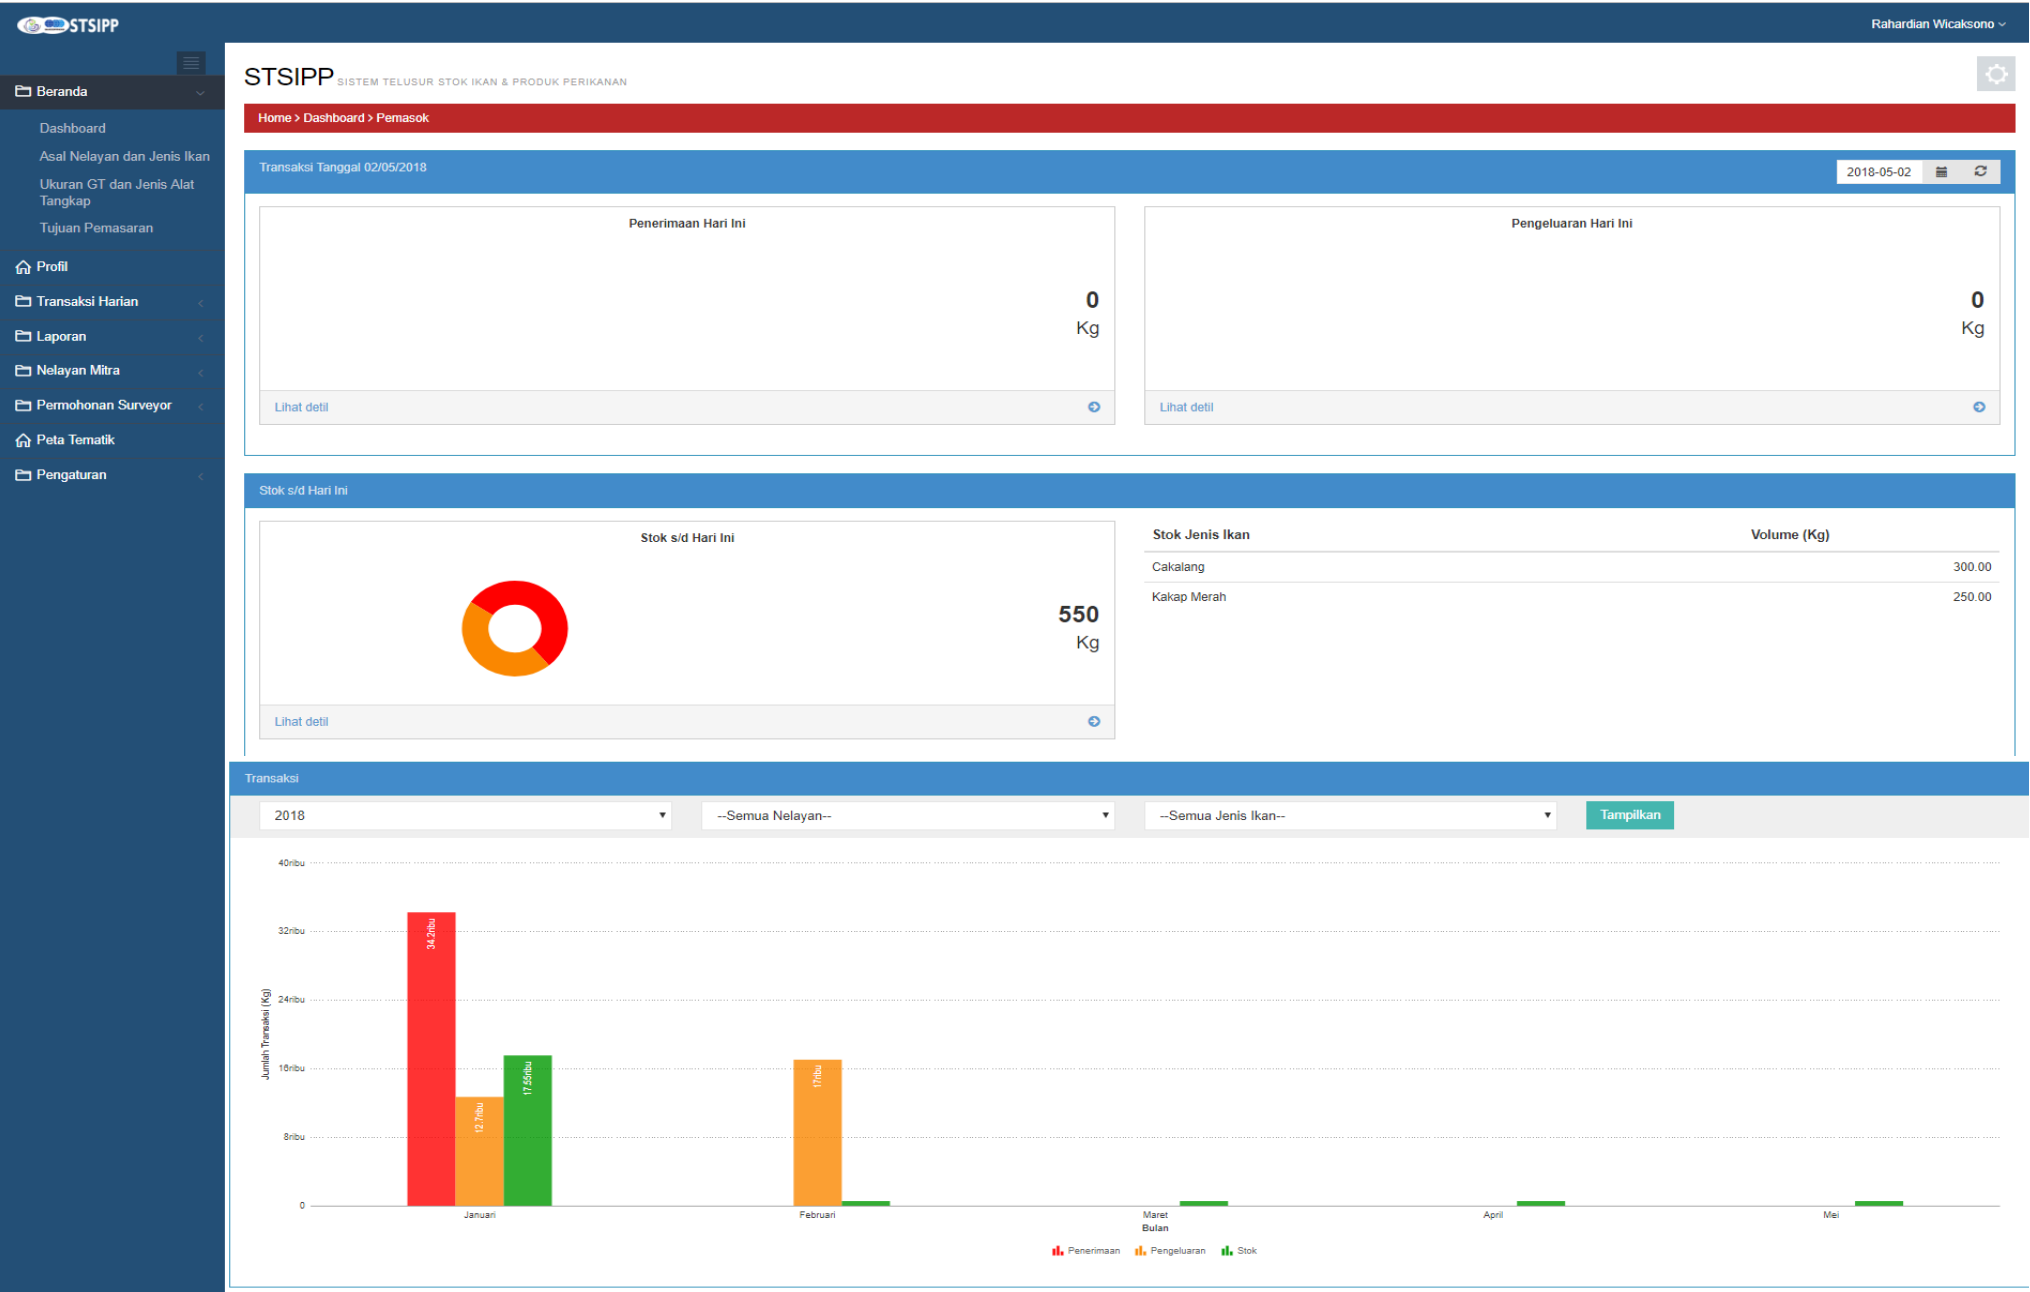 STSIPP
Rahardian Wicaksono
Beranda
Dashboard
Asal Nelayan dan Jenis Ikan
Ukuran GT dan Jenis Alat
Tangkap
Tujuan Pemasaran
Profil
Transaksi Harian
Laporan
Nelayan Mitra
Permohonan Surveyor
Peta Tematik
Pengaturan
STSIPP SISTEM TELUSUR STOK IKAN & PRODUK PERIKANAN
Home > Dashboard > Pemasok
Transaksi Tanggal 02/05/2018
2018-05-02
Penerimaan Hari Ini
0
Kg
Lihat detil
Pengeluaran Hari Ini
0
Kg
Lihat detil
Stok s/d Hari Ini
Stok s/d Hari Ini
550
Kg
Lihat detil
Stok Jenis Ikan Volume (Kg)
Cakalang 300.00
Kakap Merah 250.00
Transaksi
2018
--Semua Nelayan--
--Semua Jenis Ikan--
Tampilkan
Jumlah Transaksi (Kg)
40ribu
32ribu
24ribu
16ribu
8ribu
0
34.2ribu
12.7ribu
17.55ribu
17ribu
Januari Februari Maret April Mei
Bulan
Penerimaan Pengeluaran Stok